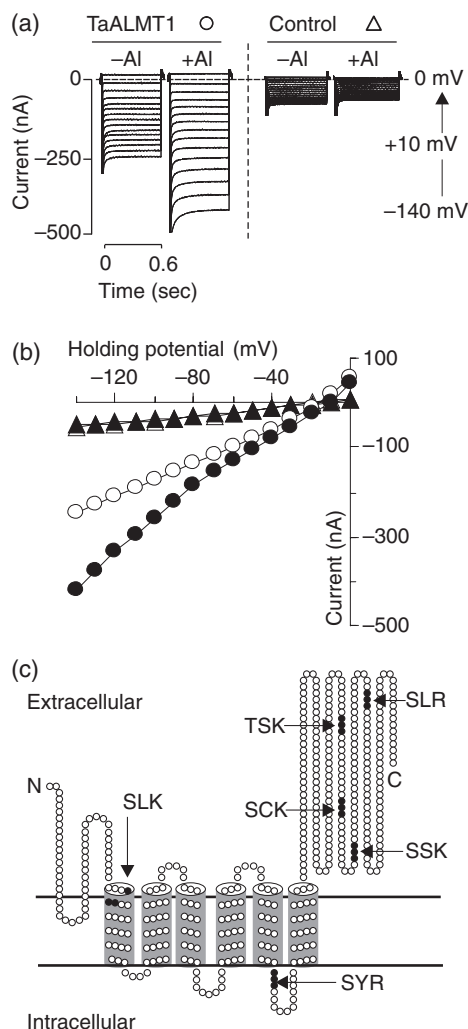 (a)
TaALMT1 ○ Control △
–Al +Al –Al +Al
0
–250
–500
Current (nA)
0 mV
+10 mV
–140 mV
0 0.6
Time (sec)
(b)
Holding potential (mV)
–120 –80 –40
100
–100
–300
–500
Current (nA)
(c)
Extracellular
N
SLK
TSK
SLR
C
SCK
SSK
SYR
Intracellular